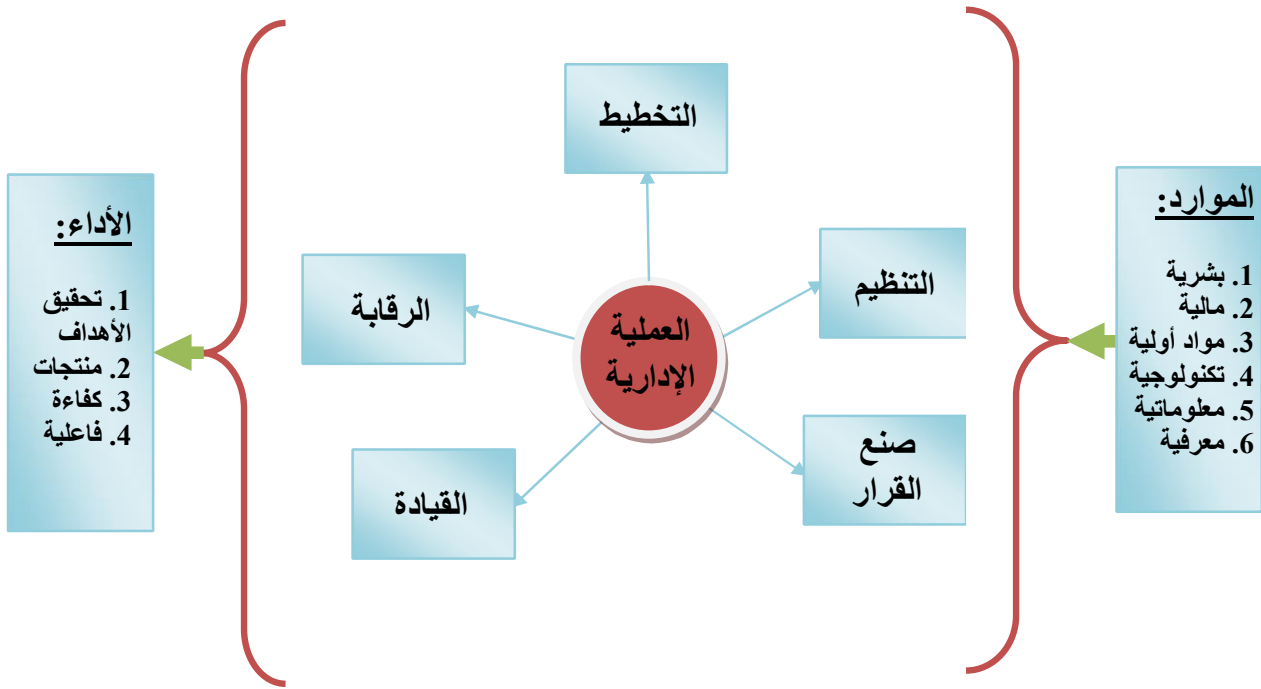 الموارد:
1. بشرية
2. مالية
3. مواد أولية
4. تكنولوجية
5. معلوماتية
6. معرفية
التخطيط
التنظيم
صنع
القرار
العملية
الإدارية
الرقابة
القيادة
الأداء:
1. تحقيق
الأهداف
2. منتجات
3. كفاءة
4. فاعلية